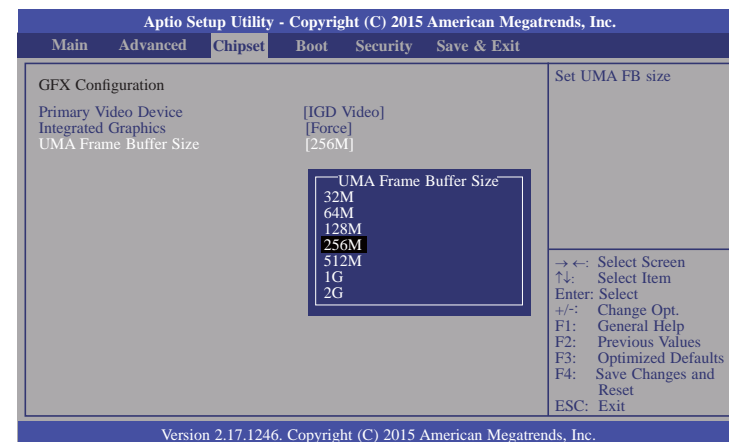 Aptio Setup Utility - Copyright (C) 2015 American Megatrends, Inc.
Main Advanced Chipset Boot Security Save & Exit
GFX Configuration
Primary Video Device [IGD Video]
Integrated Graphics [Force]
UMA Frame Buffer Size [256M]
UMA Frame Buffer Size
32M
64M
128M
256M
512M
1G
2G
Set UMA FB size
→←: Select Screen
↑↓: Select Item
Enter: Select
+/-: Change Opt.
F1: General Help
F2: Previous Values
F3: Optimized Defaults
F4: Save Changes and
Reset
ESC: Exit
Version 2.17.1246. Copyright (C) 2015 American Megatrends, Inc.